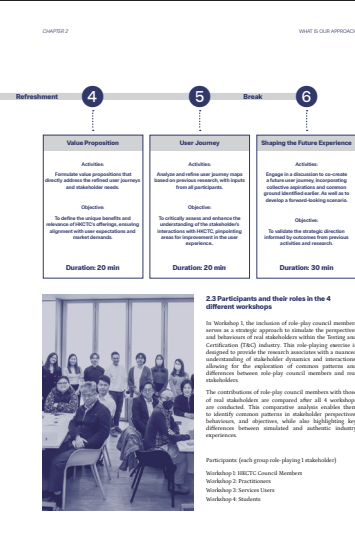 CHAPTER 2
WHAT IS OUR APPROACH
Refreshment
4
5
Break
6
Value Proposition
Activities:
Formulate value propositions that
directly address the refined user journeys
and stakeholder needs.
Objective:
To define the unique benefits and
relevance of HKCTC's offerings, ensuring
alignment with user expectations and
market demands.
Duration: 20 min
User Journey
Activities:
Analyze and refine user journey maps
based on previous research, with inputs
from all participants.
Objective:
To critically assess and enhance the
understanding of the stakeholder's
interactions with HKCTC, pinpointing
areas for improvement in the user
experience.
Duration: 20 min
Shaping the Future Experience
Activities:
Engage in a discussion to co-create
a future user journey, incorporating
collective aspirations and common
ground identified earlier. As well as to
develop a forward-looking scenario.
Objective:
To validate the strategic direction
informed by outcomes from previous
activities and research.
Duration: 30 min
2.3 Participants and their roles in the 4
different workshops
In Workshop 1, the inclusion of role-play council members
serves as a strategic approach to simulate the perspective
and behaviours of real stakeholders within the Testing and
Certification (T&C) industry. This role-playing exercise is
designed to provide the research associates with a nuanced
understanding of stakeholder dynamics and interactions
allowing for the exploration of common patterns and
differences between role-play council members and real
stakeholders.
The contributions of role-play council members with those
of real stakeholders are compared after all 4 workshops
are conducted. This comparative analysis enables them
to identify common patterns in stakeholder perspectives
behaviours, and objectives, while also highlighting key
differences between simulated and authentic industry
experiences.
Participants (each group role-playing 1 stakeholder)
Workshop 1: HKCTC Council Members
Workshop 2: Practitioners
Workshop 3: Services Users
Workshop 4: Students